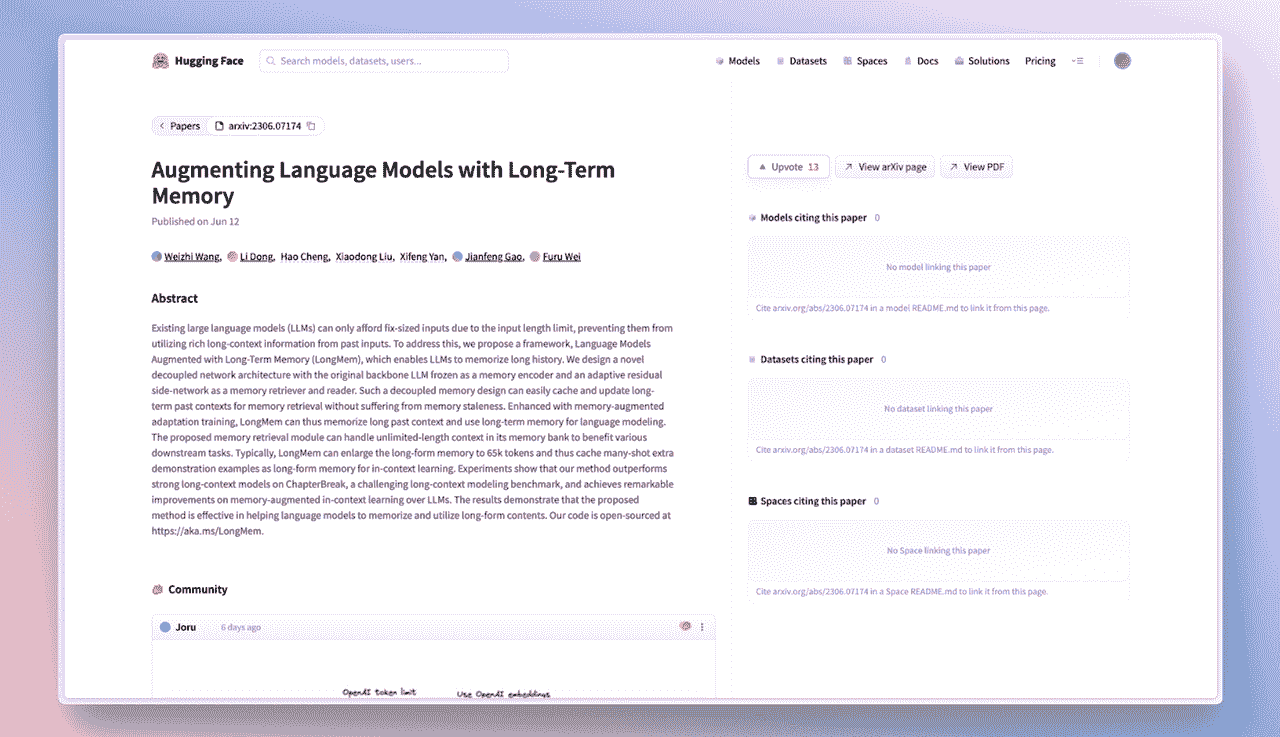 Hugging Face
Search models, datasets, users...
Models
Datasets
Spaces
Docs
Solutions
Pricing
Papers
arxiv:2306.07174
Augmenting Language Models with Long-Term
Memory
Published on Jun 12
Weizhi Wang, Li Dong, Hao Cheng, Xiaodong Liu, Xifeng Yan, Jianfeng Gao, Furu Wei
Abstract
Existing large language models (LLMs) can only afford fix-sized inputs due to the input length limit, preventing them from
utilizing rich long-context information from past inputs. To address this, we propose a framework, Language Models
Augmented with Long-Term Memory (LongMem), which enables LLMs to memorize long history. We design a novel
decoupled network architecture with the original backbone LLM frozen as a memory encoder and an adaptive residual
side-network as a memory retriever and reader. Such a decoupled memory design can easily cache and update long-
term past contexts for memory retrieval without suffering from memory staleness. Enhanced with memory-augmented
adaptation training, LongMem can thus memorize long past context and use long-term memory for language modeling.
The proposed memory retrieval module can handle unlimited-length context in its memory bank to benefit various
downstream tasks. Typically, LongMem can enlarge the long-form memory to 65k tokens and thus cache many-shot extra
demonstration examples as long-form memory for in-context learning. Experiments show that our method outperforms
strong long-context models on ChapterBreak, a challenging long-context modeling benchmark, and achieves remarkable
improvements on memory-augmented in-context learning over LLMs. The results demonstrate that the proposed
method is effective in helping language models to memorize and utilize long-form contents. Our code is open-sourced at
https://aka.ms/LongMem.
Community
Joru 6 days ago
OpenAI token limit
Use OpenAI embeddings
Upvote 13
View arXiv page
View PDF
Models citing this paper 0
No model linking this paper
Cite arxiv.org/abs/2306.07174 in a model README.md to link it from this page.
Datasets citing this paper 0
No dataset linking this paper
Cite arxiv.org/abs/2306.07174 in a dataset README.md to link it from this page.
Spaces citing this paper 0
No Space linking this paper
Cite arxiv.org/abs/2306.07174 in a Space README.md to link it from this page.